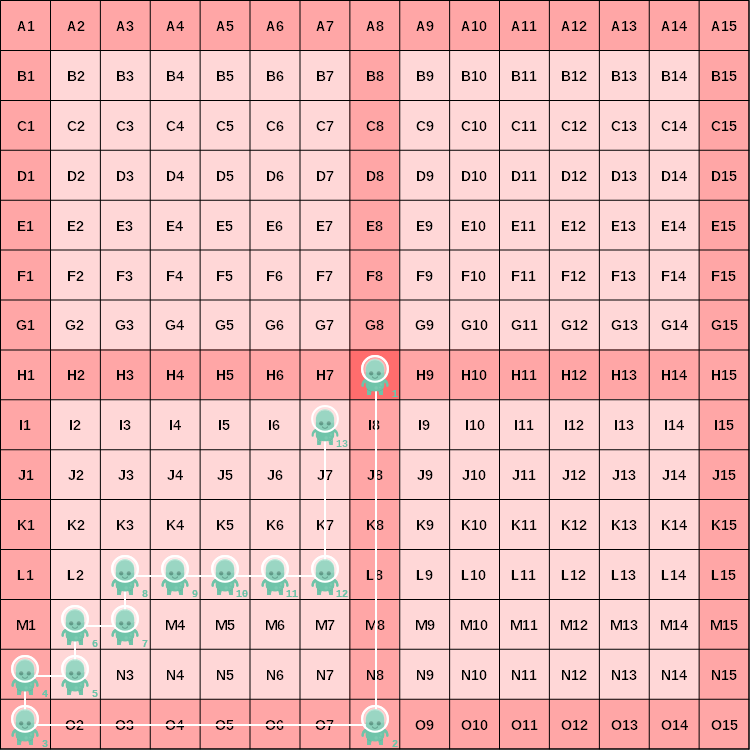 A1 A2 A3 A4 A5 A6 A7 A8 A9 A10 A11 A12 A13 A14 A15
B1 B2 B3 B4 B5 B6 B7 B8 B9 B10 B11 B12 B13 B14 B15
C1 C2 C3 C4 C5 C6 C7 C8 C9 C10 C11 C12 C13 C14 C15
D1 D2 D3 D4 D5 D6 D7 D8 D9 D10 D11 D12 D13 D14 D15
E1 E2 E3 E4 E5 E6 E7 E8 E9 E10 E11 E12 E13 E14 E15
F1 F2 F3 F4 F5 F6 F7 F8 F9 F10 F11 F12 F13 F14 F15
G1 G2 G3 G4 G5 G6 G7 G8 G9 G10 G11 G12 G13 G14 G15
H1 H2 H3 H4 H5 H6 H7 1 H9 H10 H11 H12 H13 H14 H15
I1 I2 I3 I4 I5 I6 13 I8 I9 I10 I11 I12 I13 I14 I15
J1 J2 J3 J4 J5 J6 J7 J8 J9 J10 J11 J12 J13 J14 J15
K1 K2 K3 K4 K5 K6 K7 K8 K9 K10 K11 K12 K13 K14 K15
L1 L2 8 9 10 11 12 L8 L9 L10 L11 L12 L13 L14 L15
M1 6 7 M4 M5 M6 M7 M8 M9 M10 M11 M12 M13 M14 M15
4 5 N3 N4 N5 N6 N7 N8 N9 N10 N11 N12 N13 N14 N15
3 O2 O3 O4 O5 O6 O7 2 O9 O10 O11 O12 O13 O14 O15